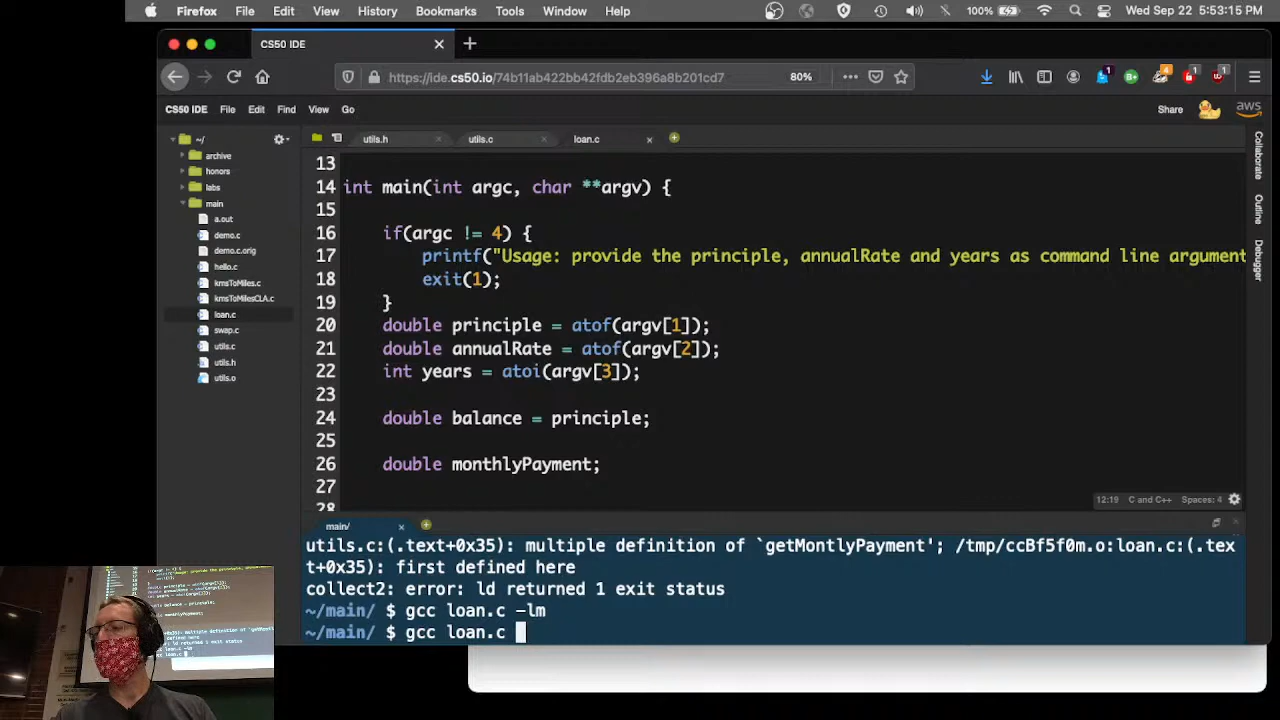 Firefox File Edit View History Bookmarks Tools Window Help 100% Wed Sep 22 5:53:15 PM
CS50 IDE
https://ide.cs50.io/74b11ab422bb42fdb2eb396a8b201cd7 80%
CS50 IDE File Edit Find View Go Share aws
~/ utils.h utils.c loan.c
archive
honors
labs
main
a.out
demo.c
demo.c.orig
hello.c
kmsToMiles.c
kmsToMilesCLA.c
loan.c
swap.c
utils.c
utils.h
utils.o
13
14 int main(int argc, char **argv) {
15
16 if(argc != 4) {
17 printf("Usage: provide the principle, annualRate and years as command line argument
18 exit(1);
19 }
20 double principle = atof(argv[1]);
21 double annualRate = atof(argv[2]);
22 int years = atoi(argv[3]);
23
24 double balance = principle;
25
26 double monthlyPayment;
27
28
12:19 C and C++ Spaces: 4
Collaborate
Outline
Debugger
main/
utils.c:(.text+0x35): multiple definition of `getMontlyPayment'; /tmp/ccBf5f0m.o:loan.c:(.tex
t+0x35): first defined here
collect2: error: ld returned 1 exit status
~/main/ $ gcc loan.c -lm
~/main/ $ gcc loan.c